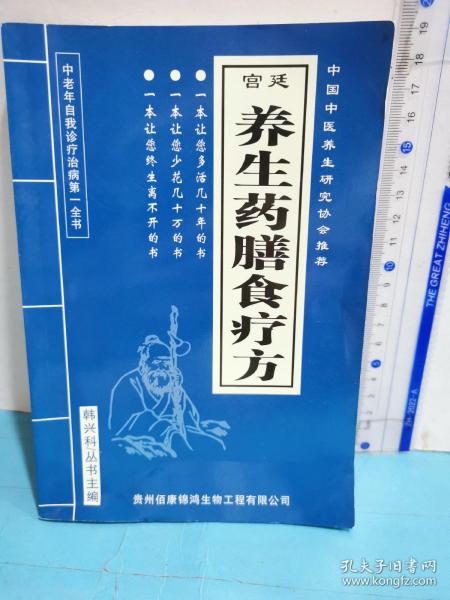 中国中医养生研究协会推荐
宫廷
养生药膳食疗方
●一本让您多活几十年的书
●一本让您少花几十万的书
●一本让您终生离不开的书
中老年自我诊疗治病第一全书
韩兴科丛书主编
贵州佰康锦鸿生物工程有限公司
THE GREAT ZHIHENG
ZH-2022-A
孔夫子旧书网
www.kongfz.com